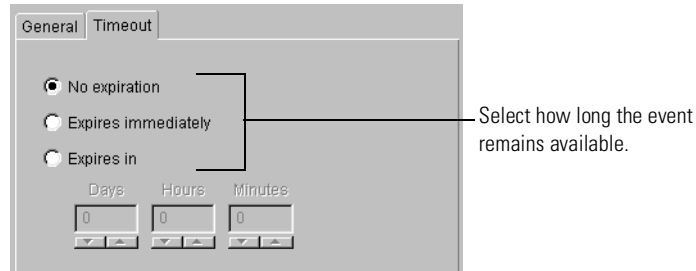 General Timeout
No expiration
Expires immediately
Expires in
Days Hours Minutes
0 0 0
Select how long the event
remains available.